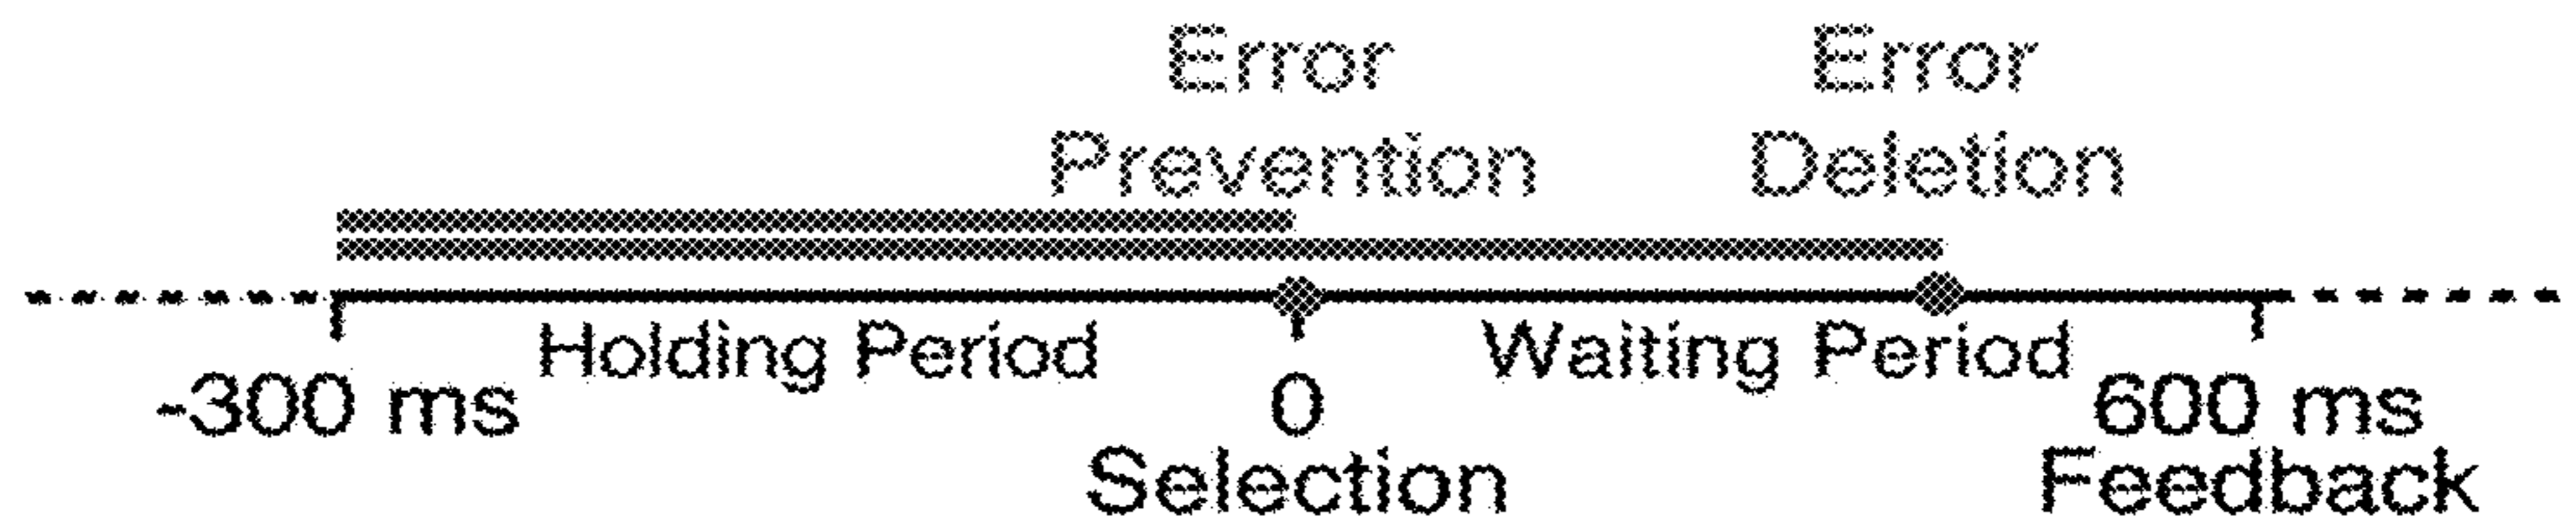 Error
Prevention
Error
Deletion
Holding Period
Waiting Period
-300 ms
0
Selection
600 ms
Feedback